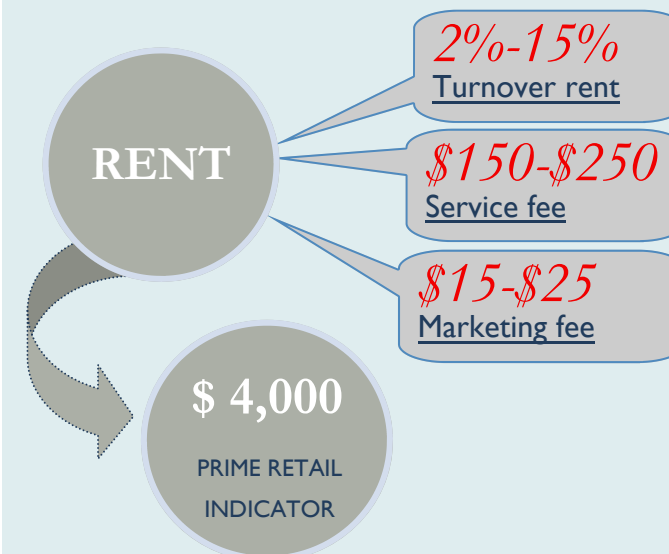 2%-15%
Turnover rent
RENT
$150-$250
Service fee
$15-$25
Marketing fee
$ 4,000
PRIME RETAIL
INDICATOR